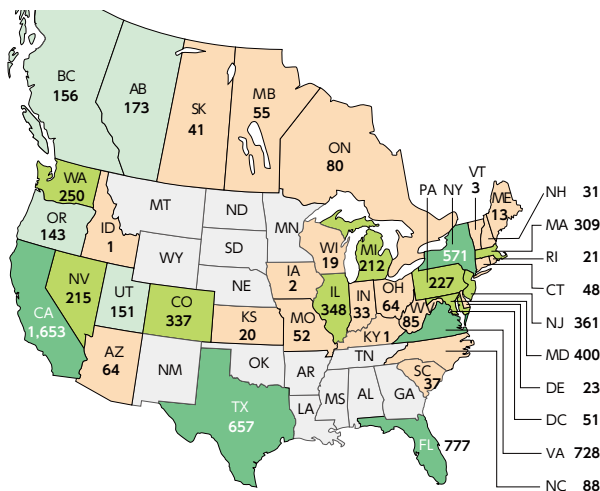 BC
156
AB
173
SK
41
MB
55
ON
80
WA
250
OR
143
ID
1
MT
ND
MN
SD
WY
NE
WI
19
MI
212
PA
NY
571
VT
3
ME
13
NH 31
MA 309
RI 21
CT 48
NJ 361
MD 400
DE 23
DC 51
VA 728
NC 88
CA
1,653
NV
215
UT
151
CO
337
KS
20
IA
2
MO
52
IL
348
IN
33
OH
64
227
W
85
KY 1
TN
SC
37
AZ
64
NM
OK
AR
LA
MS
AL
GA
TX
657
FL 777